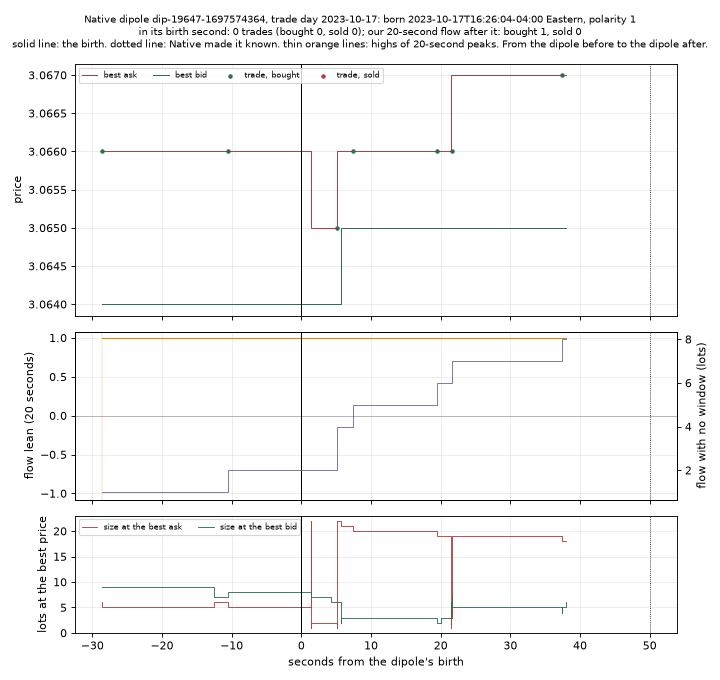 Native dipole dip-19647-1697574364, trade day 2023-10-17: born 2023-10-17T16:26:04-04:00 Eastern, polarity 1
in its birth second: 0 trades (bought 0, sold 0); our 20-second flow after it: bought 1, sold 0
solid line: the birth. dotted line: Native made it known. thin orange lines: highs of 20-second peaks. From the dipole before to the dipole after.
best ask best bid trade, bought trade, sold
3.0670
3.0665
3.0660
3.0655
3.0650
3.0645
3.0640
price
1.0
0.5
0.0
−0.5
−1.0
flow lean (20 seconds)
8
6
4
2
flow with no window (lots)
size at the best ask size at the best bid
20
15
10
5
0
lots at the best price
−30 −20 −10 0 10 20 30 40 50
seconds from the dipole's birth